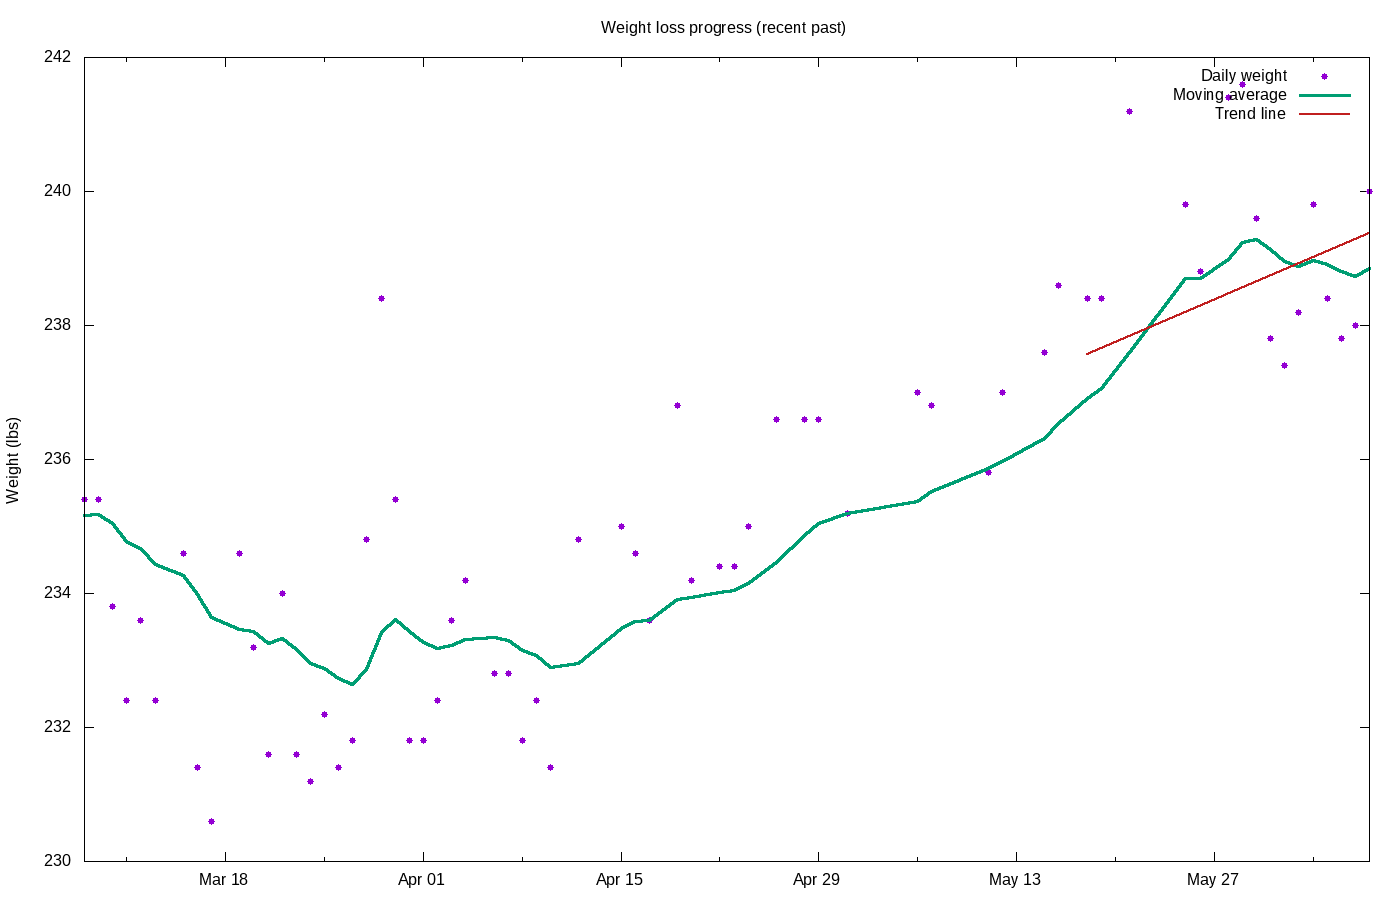 Weight loss progress (recent past)
242
240
238
236
234
232
230
Weight (lbs)
Daily weight
Moving average
Trend line
Mar 18
Apr 01
Apr 15
Apr 29
May 13
May 27